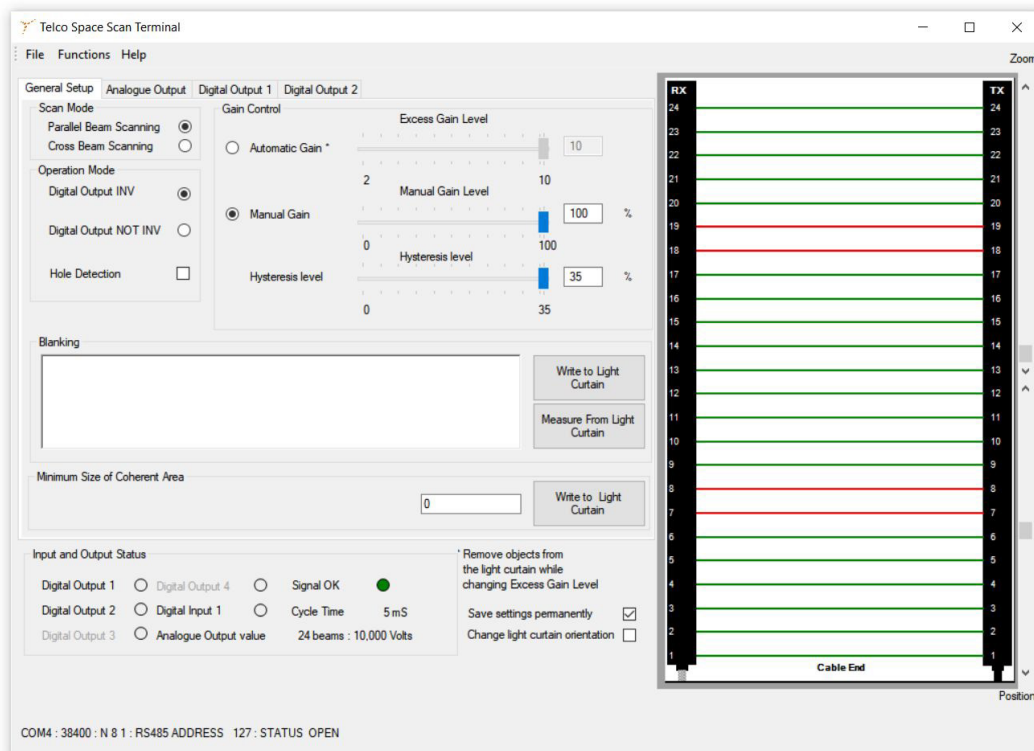 Telco Space Scan Terminal
File Functions Help
Zoom
General Setup Analogue Output Digital Output 1 Digital Output 2
Scan Mode
Parallel Beam Scanning
Cross Beam Scanning
Operation Mode
Digital Output INV
Digital Output NOT INV
Hole Detection
Gain Control
Excess Gain Level
Automatic Gain *
10
2 10
Manual Gain Level
Manual Gain
100 %
0 100
Hysteresis level
Hysteresis level
35 %
0 35
Blanking
Write to Light
Curtain
Measure From Light
Curtain
Minimum Size of Coherent Area
0
Write to Light
Curtain
Input and Output Status
Digital Output 1 Digital Output 4 Signal OK
Digital Output 2 Digital Input 1 Cycle Time 5 mS
Digital Output 3 Analogue Output value 24 beams : 10,000 Volts
* Remove objects from
the light curtain while
changing Excess Gain Level
Save settings permanently
Change light curtain orientation
RX TX
24 24
23 23
22 22
21 21
20 20
19 19
18 18
17 17
16 16
15 15
14 14
13 13
12 12
11 11
10 10
9 9
8 8
7 7
6 6
5 5
4 4
3 3
2 2
1 1
Cable End
Position
COM4 : 38400 : N 8 1 : RS485 ADDRESS 127 : STATUS OPEN